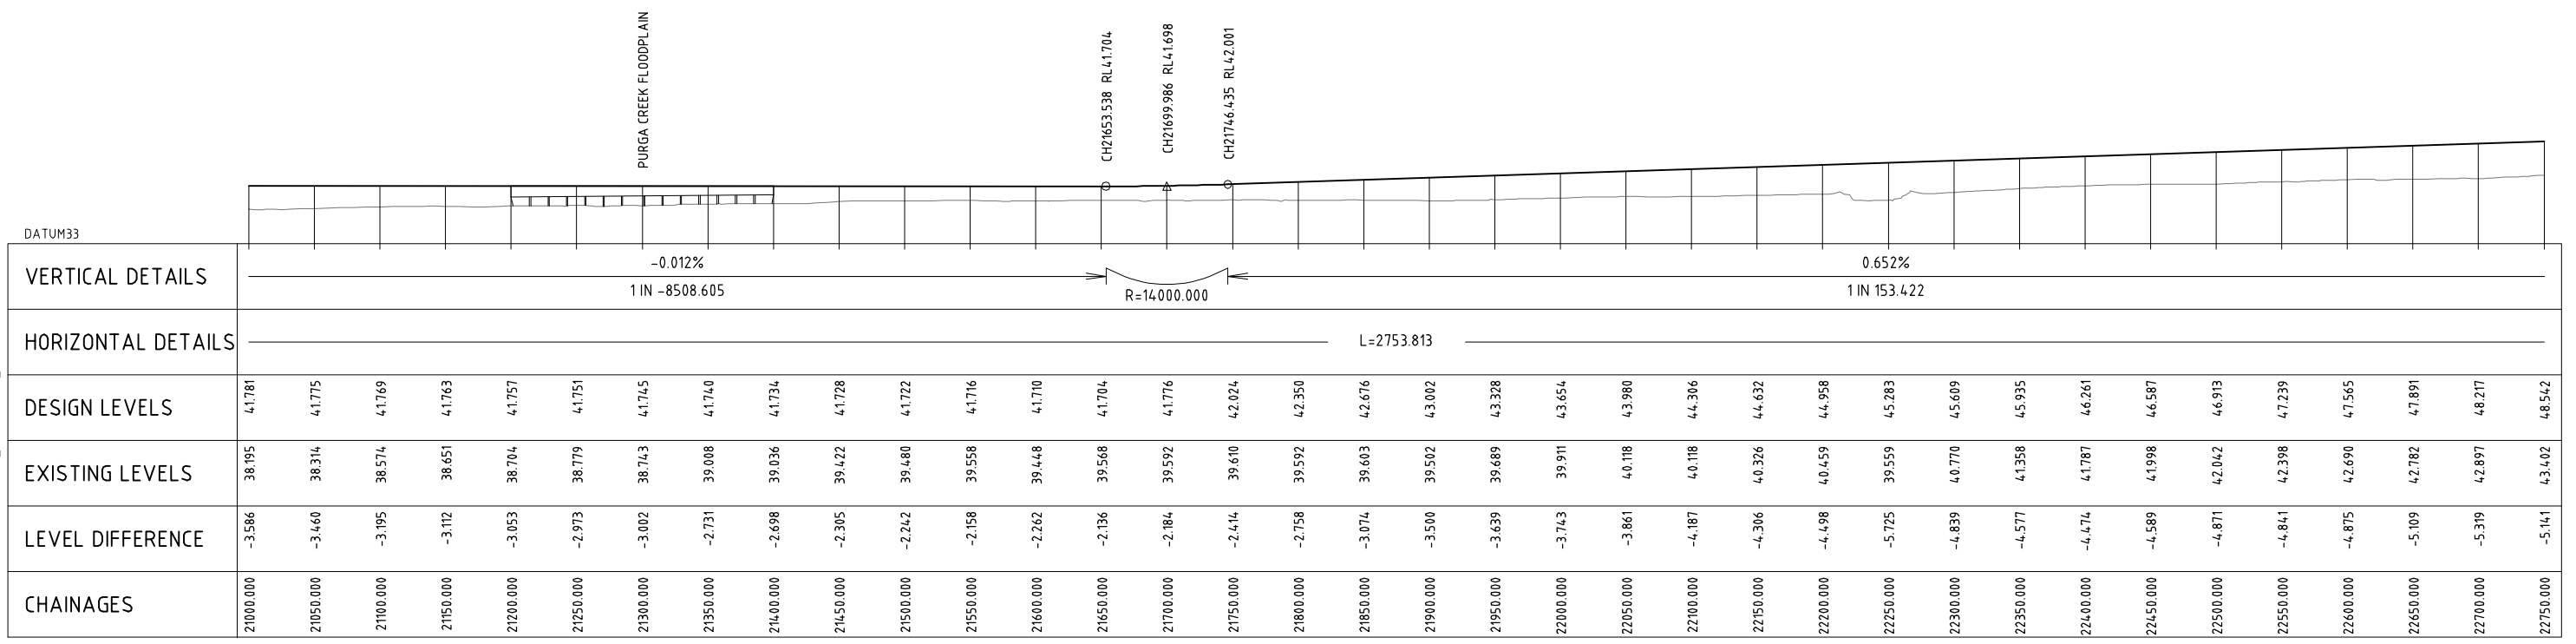 PURGA CREEK FLOODPLAIN
CH21653.538 RL41.704
CH21699.986 RL41.698
CH21746.435 RL42.001
DATUM33
VERTICAL DETAILS
-0.012%
1 IN -8508.605
R=14000.000
0.652%
1 IN 153.422
HORIZONTAL DETAILS
L=2753.813
DESIGN LEVELS 41.781 41.775 41.769 41.763 41.757 41.751 41.745 41.740 41.734 41.728 41.722 41.716 41.710 41.704 41.776 42.024 42.350 42.676 43.002 43.328 43.654 43.980 44.306 44.632 44.958 45.283 45.609 45.935 46.261 46.587 46.913 47.239 47.565 47.891 48.217 48.542
EXISTING LEVELS 38.195 38.314 38.574 38.651 38.704 38.779 38.743 39.008 39.036 39.422 39.480 39.558 39.448 39.568 39.592 39.610 39.592 39.603 39.502 39.689 39.911 40.118 40.118 40.326 40.459 39.559 40.770 41.358 41.787 41.998 42.042 42.398 42.690 42.782 42.897 43.402
LEVEL DIFFERENCE -3.586 -3.460 -3.195 -3.112 -3.053 -2.973 -3.002 -2.731 -2.698 -2.305 -2.242 -2.158 -2.262 -2.136 -2.184 -2.414 -2.758 -3.074 -3.500 -3.639 -3.743 -3.861 -4.187 -4.306 -4.498 -5.725 -4.839 -4.577 -4.474 -4.589 -4.871 -4.841 -4.875 -5.109 -5.319 -5.141
CHAINAGES 21000.000 21050.000 21100.000 21150.000 21200.000 21250.000 21300.000 21350.000 21400.000 21450.000 21500.000 21550.000 21600.000 21650.000 21700.000 21750.000 21800.000 21850.000 21900.000 21950.000 22000.000 22050.000 22100.000 22150.000 22200.000 22250.000 22300.000 22350.000 22400.000 22450.000 22500.000 22550.000 22600.000 22650.000 22700.000 22750.000